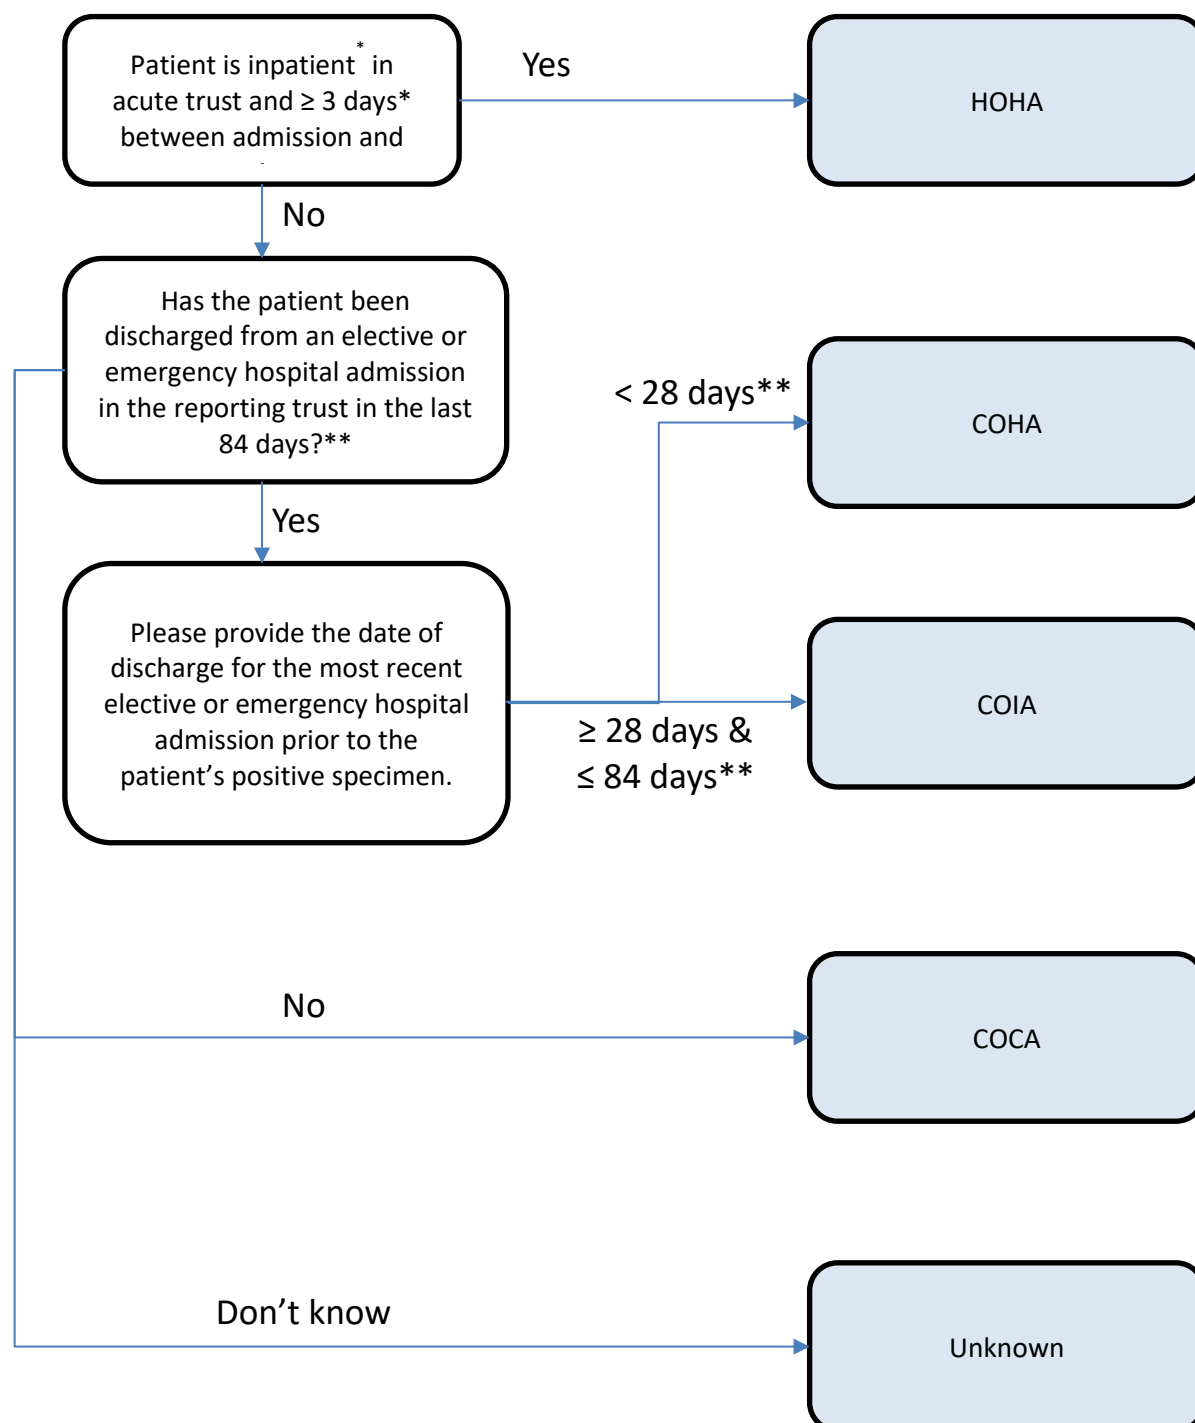 Patient is inpatient* in
acute trust and ≥ 3 days*
between admission and
Yes
HOHA
No
Has the patient been
discharged from an elective or
emergency hospital admission
in the reporting trust in the last
84 days?**
< 28 days**
COHA
Yes
Please provide the date of
discharge for the most recent
elective or emergency hospital
admission prior to the
patient’s positive specimen.
≥ 28 days &
≤ 84 days**
COIA
No
COCA
Don’t know
Unknown